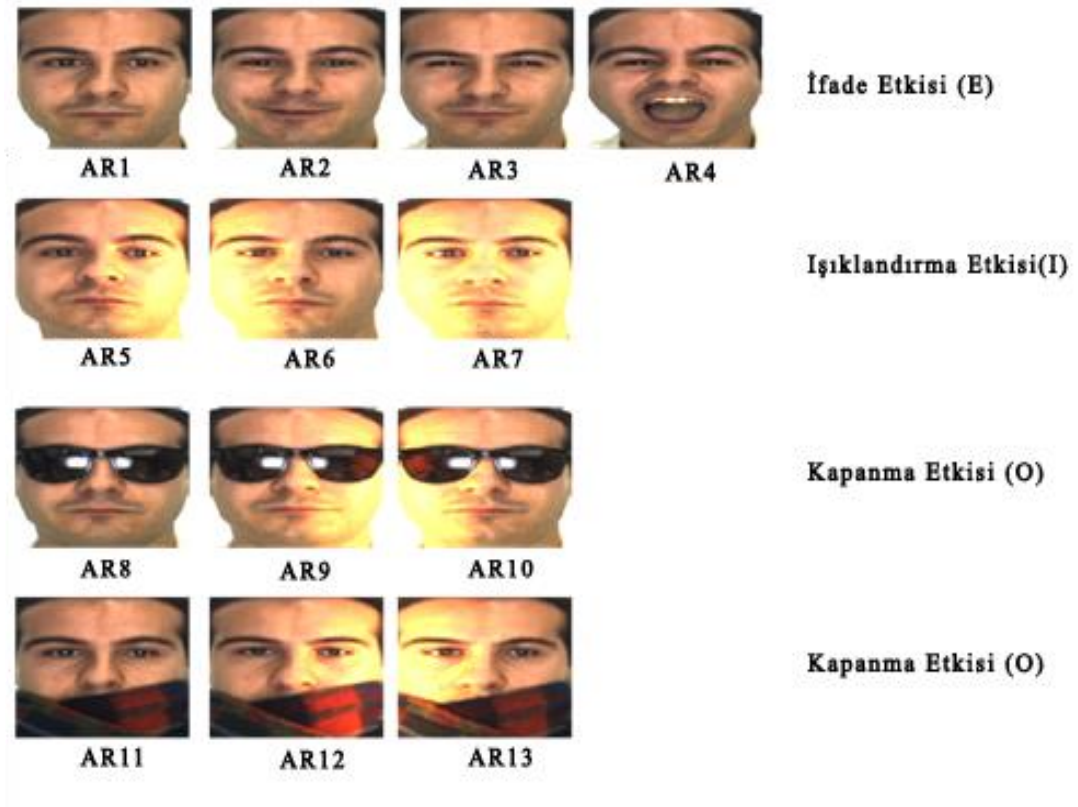 İfade Etkisi (E)
AR1 AR2 AR3 AR4
Işıklandırma Etkisi(I)
AR5 AR6 AR7
Kapanma Etkisi (O)
AR8 AR9 AR10
Kapanma Etkisi (O)
AR11 AR12 AR13